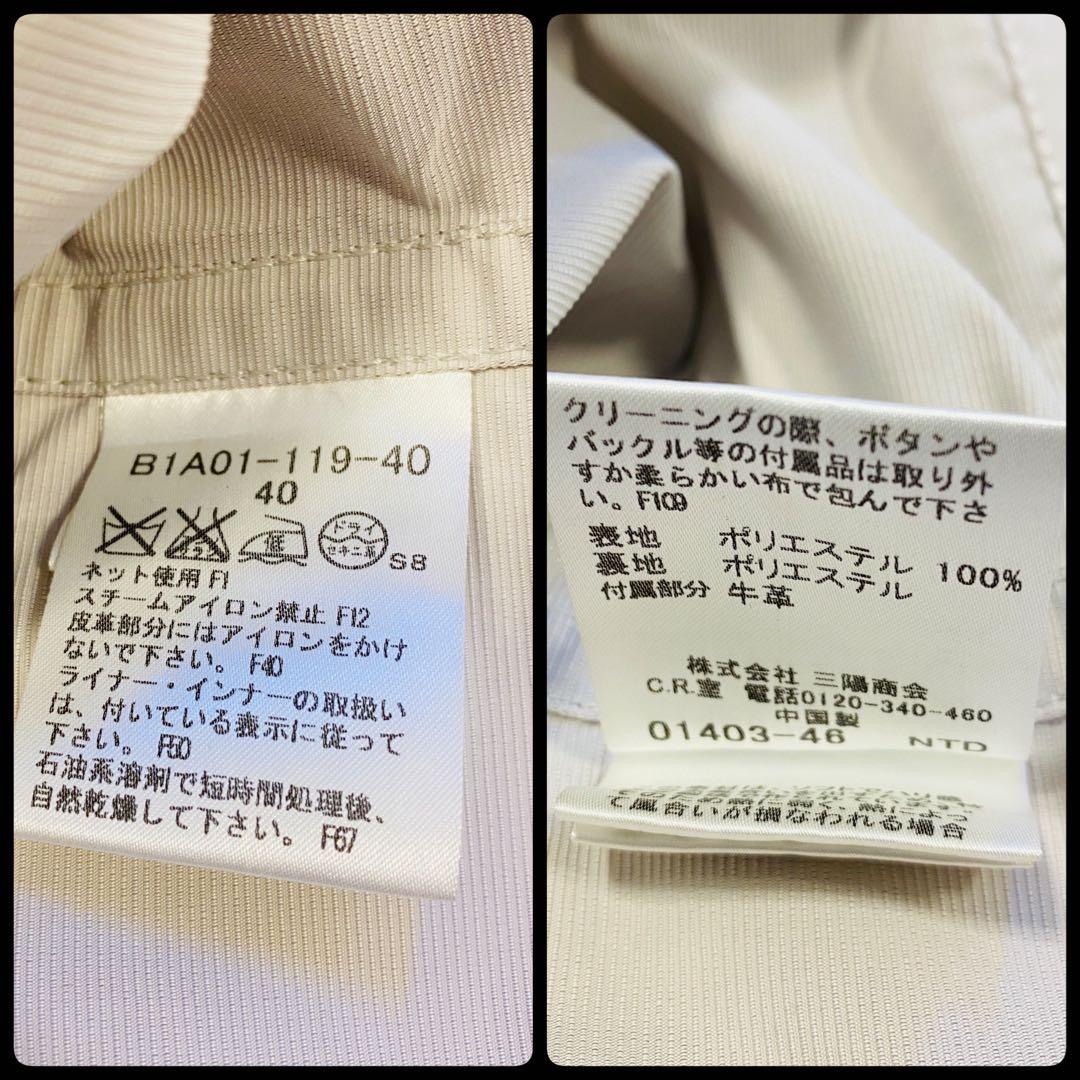 B1A01-119-40
40
低 ドライ セキユ系 S8
ネット使用 F1
スチームアイロン禁止 F12
皮革部分にはアイロンをかけ
ないで下さい。 F40
ライナー・インナーの取扱い
は、付いている表示に従って
下さい。 F50
石油系溶剤で短時間処理後、
自然乾燥して下さい。 F67
クリーニングの際、ボタンや
バックル等の付属品は取り外
すか柔らかい布で包んで下さ
い。F109
表地 ポリエステル
裏地 ポリエステル 100%
付属部分 牛革
株式会社 三陽商会
C.R.室 電話0120-340-460
中国製
01403-46 NTD
て風合いが損なわれる場合